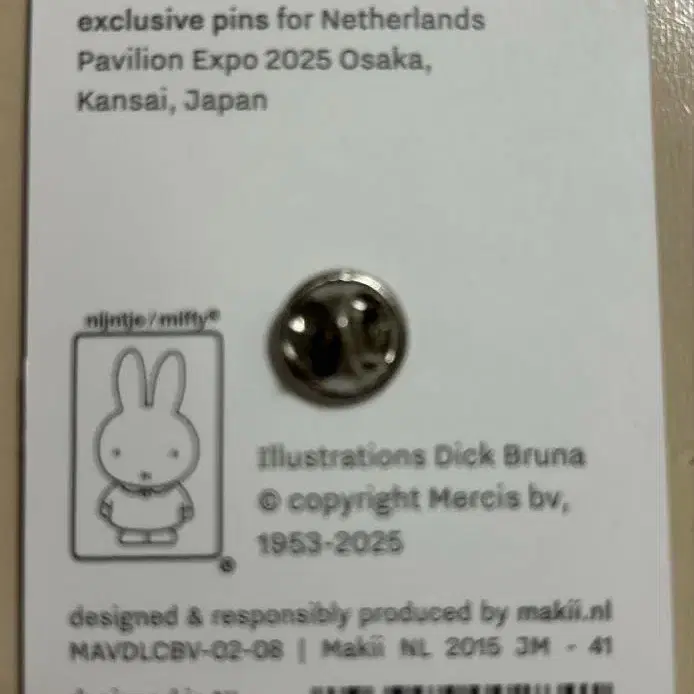 exclusive pins for Netherlands
Pavilion Expo 2025 Osaka,
Kansai, Japan
nijntje / miffy®
Illustrations Dick Bruna
© copyright Mercis bv,
1953-2025
designed & responsibly produced by makii.nl
MAVDLCBV-02-08 | Makii NL 2015 JM - 41